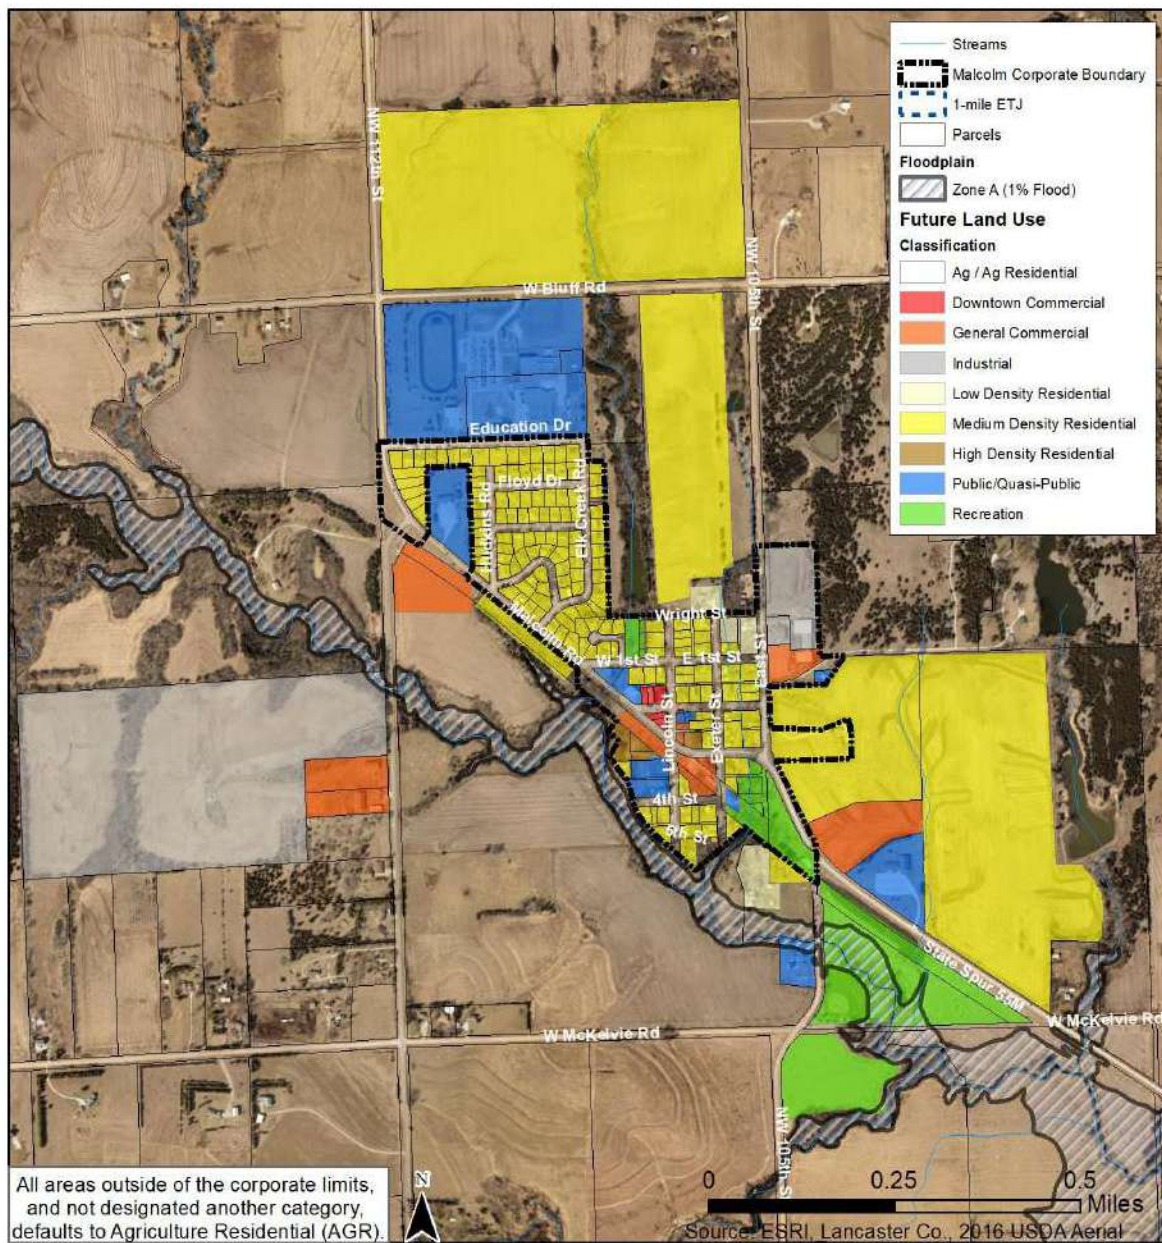 Streams
Malcolm Corporate Boundary
1-mile ETJ
Parcels
Floodplain
Zone A (1% Flood)
Future Land Use
Classification
Ag / Ag Residential
Downtown Commercial
General Commercial
Industrial
Low Density Residential
Medium Density Residential
High Density Residential
Public/Quasi-Public
Recreation
NW 112th St
NW 105th St
W Bluff Rd
Education Dr
Floyd Dr
Hudkins Rd
Elk Creek Rd
Malcolm Rd
Wright St
W 1st St
E 1st St
East St
Lincoln St
Exeter St
4th St
6th St
State Spur 55M
W McKelvie Rd
W McKelvie Rd
NW 105th St
N
0 0.25 0.5
Miles
All areas outside of the corporate limits,
and not designated another category,
defaults to Agriculture Residential (AGR).
Source: ESRI, Lancaster Co., 2016 USDA Aerial